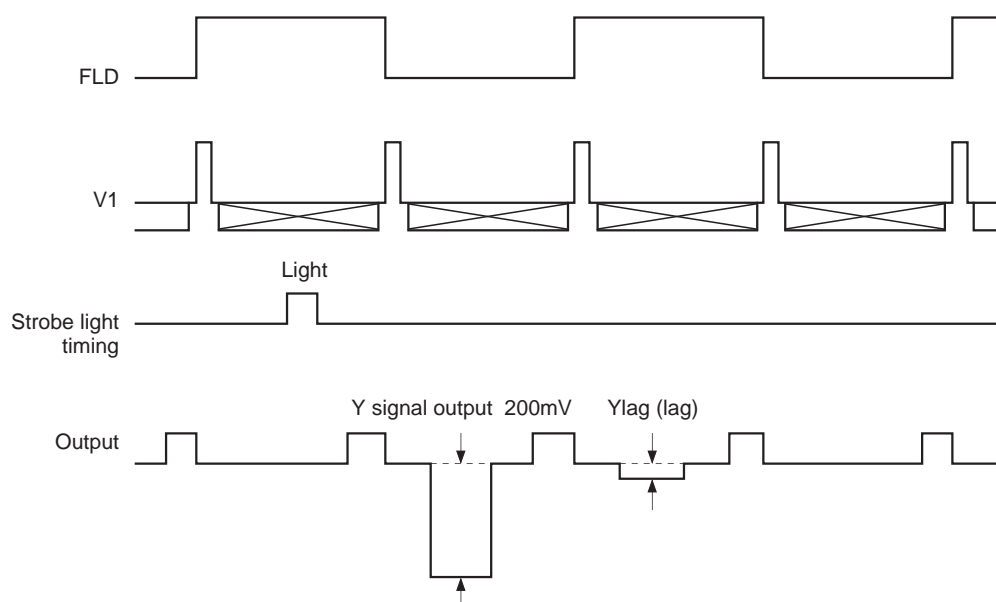 FLD
V1
Light
Strobe light
timing
Y signal output 200mV
Ylag (lag)
Output